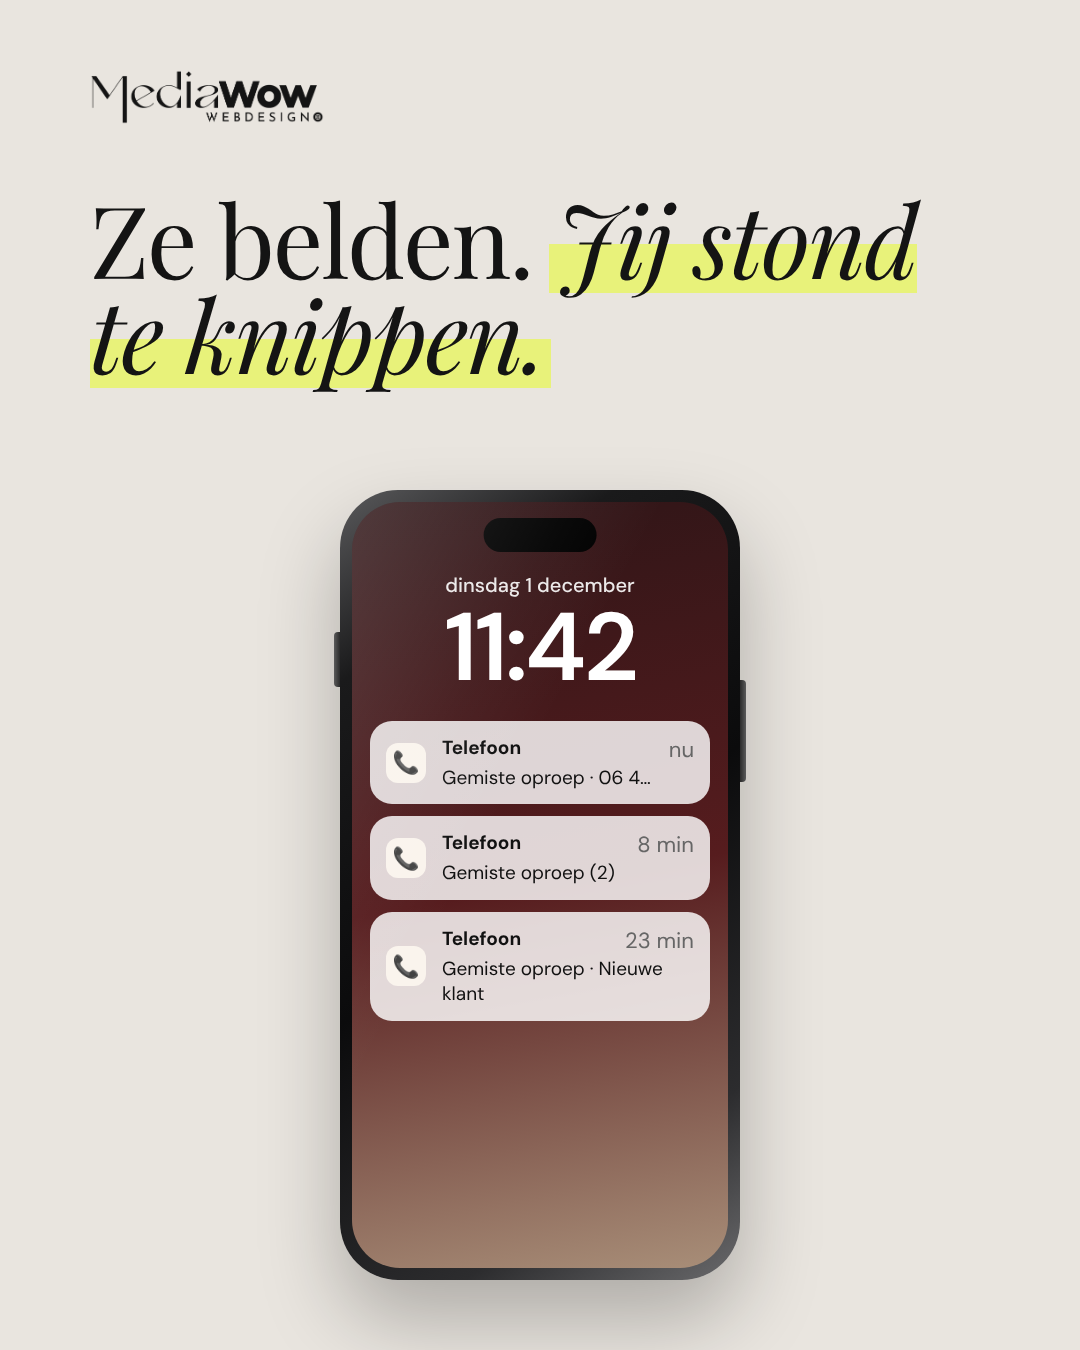 MediaWow
WEBDESIGN
Ze belden. Jij stond
te knippen.
dinsdag 1 december
11:42
Telefoon nu
Gemiste oproep · 06 4...
Telefoon 8 min
Gemiste oproep (2)
Telefoon 23 min
Gemiste oproep · Nieuwe
klant